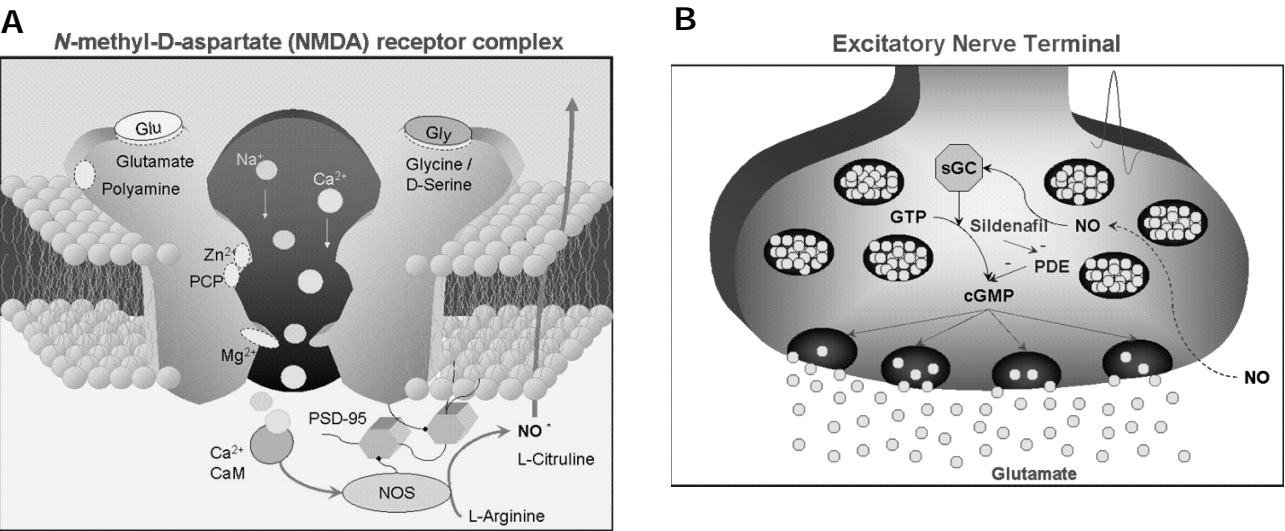 A
N-methyl-D-aspartate (NMDA) receptor complex
Glu
Glutamate
Polyamine
Na+
Ca2+
Gly
Glycine /
D-Serine
Zn2+
PCP
Mg2+
PSD-95
Ca2+
CaM
NOS
NO
L-Citruline
L-Arginine
B
Excitatory Nerve Terminal
sGC
GTP
Sildenafil
NO
-
-
PDE
cGMP
NO
Glutamate